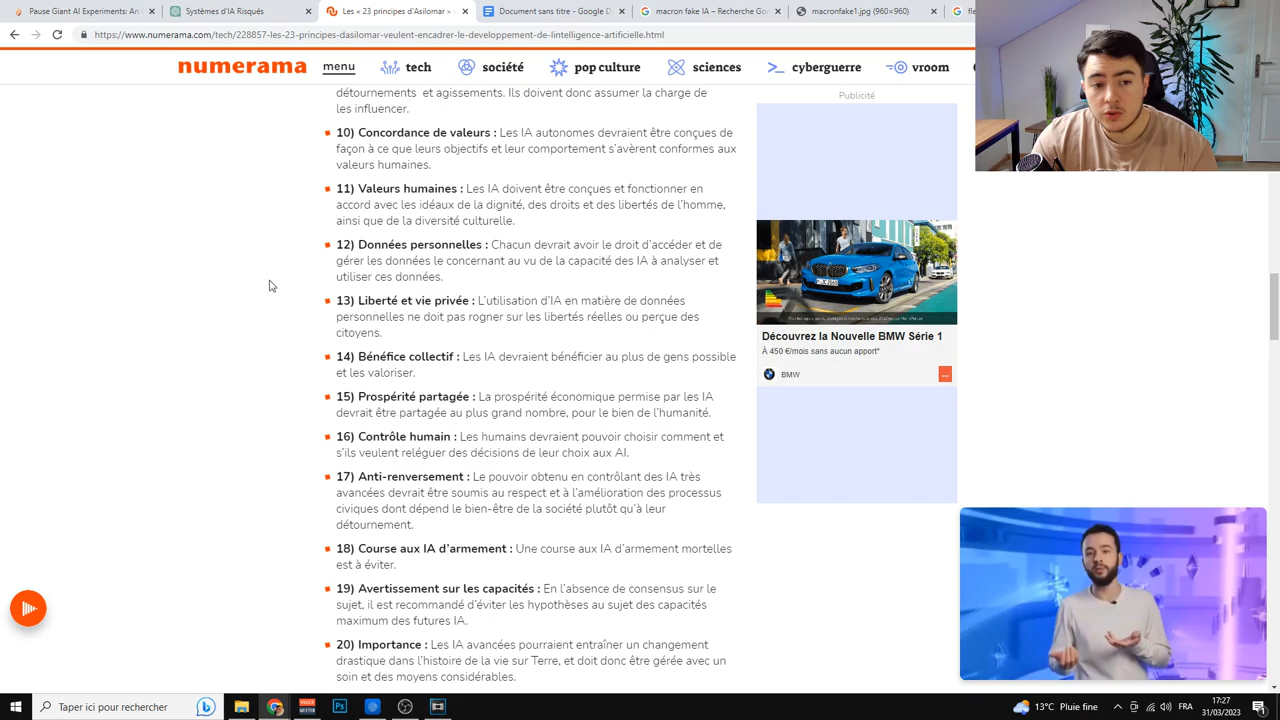 Pause Giant AI Experiments: An
Systèmes d'IA Risqués
Les « 23 principes d'Asilomar » ve
Document sans titre - Google D
macron fake IA – Recherche Goo
macronfake1.jpg (960×960)
https://www.numerama.com/tech/228857-les-23-principes-dasilomar-veulent-encadrer-le-developpement-de-lintelligence-artificielle.html
numerama
menu
tech
société
pop culture
sciences
cyberguerre
vroom
détournements et agissements. Ils doivent donc assumer la charge de
les influencer.
10) Concordance de valeurs : Les IA autonomes devraient être conçues de
façon à ce que leurs objectifs et leur comportement s'avèrent conformes aux
valeurs humaines.
11) Valeurs humaines : Les IA doivent être conçues et fonctionner en
accord avec les idéaux de la dignité, des droits et des libertés de l'homme,
ainsi que de la diversité culturelle.
12) Données personnelles : Chacun devrait avoir le droit d'accéder et de
gérer les données le concernant au vu de la capacité des IA à analyser et
utiliser ces données.
13) Liberté et vie privée : L'utilisation d'IA en matière de données
personnelles ne doit pas rogner sur les libertés réelles ou perçue des
citoyens.
14) Bénéfice collectif : Les IA devraient bénéficier au plus de gens possible
et les valoriser.
15) Prospérité partagée : La prospérité économique permise par les IA
devrait être partagée au plus grand nombre, pour le bien de l'humanité.
16) Contrôle humain : Les humains devraient pouvoir choisir comment et
s'ils veulent reléguer des décisions de leur choix aux AI.
17) Anti-renversement : Le pouvoir obtenu en contrôlant des IA très
avancées devrait être soumis au respect et à l'amélioration des processus
civiques dont dépend le bien-être de la société plutôt qu'à leur
détournement.
18) Course aux IA d'armement : Une course aux IA d'armement mortelles
est à éviter.
19) Avertissement sur les capacités : En l'absence de consensus sur le
sujet, il est recommandé d'éviter les hypothèses au sujet des capacités
maximum des futures IA.
20) Importance : Les IA avancées pourraient entraîner un changement
drastique dans l'histoire de la vie sur Terre, et doit donc être gérée avec un
soin et des moyens considérables.
Publicité
Découvrez la Nouvelle BMW Série 1
À 450 €/mois sans aucun apport*
BMW
...
Taper ici pour rechercher
Ps
13°C Pluie fine
FRA
17:27
31/03/2023